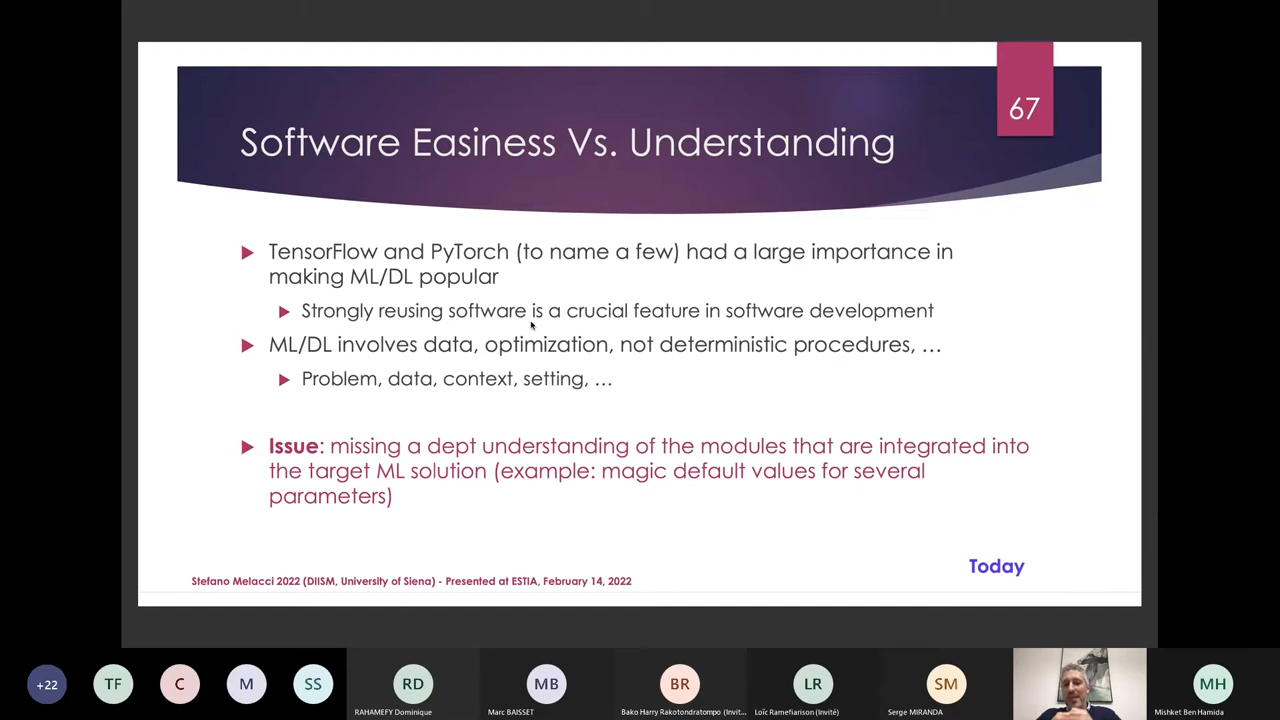 67
Software Easiness Vs. Understanding
TensorFlow and PyTorch (to name a few) had a large importance in
making ML/DL popular
Strongly reusing software is a crucial feature in software development
ML/DL involves data, optimization, not deterministic procedures, …
Problem, data, context, setting, …
Issue: missing a dept understanding of the modules that are integrated into
the target ML solution (example: magic default values for several
parameters)
Today
Stefano Melacci 2022 (DIISM, University of Siena) - Presented at ESTIA, February 14, 2022
+22 TF C M SS RD MB BR LR SM MH
RAHAMEFY Dominique Marc BAISSET Bako Harry Rakotondratompo (Invit... Loïc Ramefiarison (Invité) Serge MIRANDA Mishket Ben Hamida